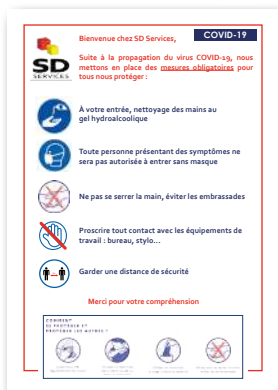 COVID-19
Bienvenue chez SD Services,
SD
SERVICES
Suite à la propagation du virus COVID-19, nous
mettons en place des mesures obligatoires pour
tous nous protéger :
À votre entrée, nettoyage des mains au
gel hydroalcoolique
Toute personne présentant des symptômes ne
sera pas autorisée à entrer sans masque
Ne pas se serrer la main, éviter les embrassades
Proscrire tout contact avec les équipements de
travail : bureau, stylo...
Garder une distance de sécurité
Merci pour votre compréhension
COMMENT
SE PROTÉGER ET
PROTÉGER LES AUTRES ?